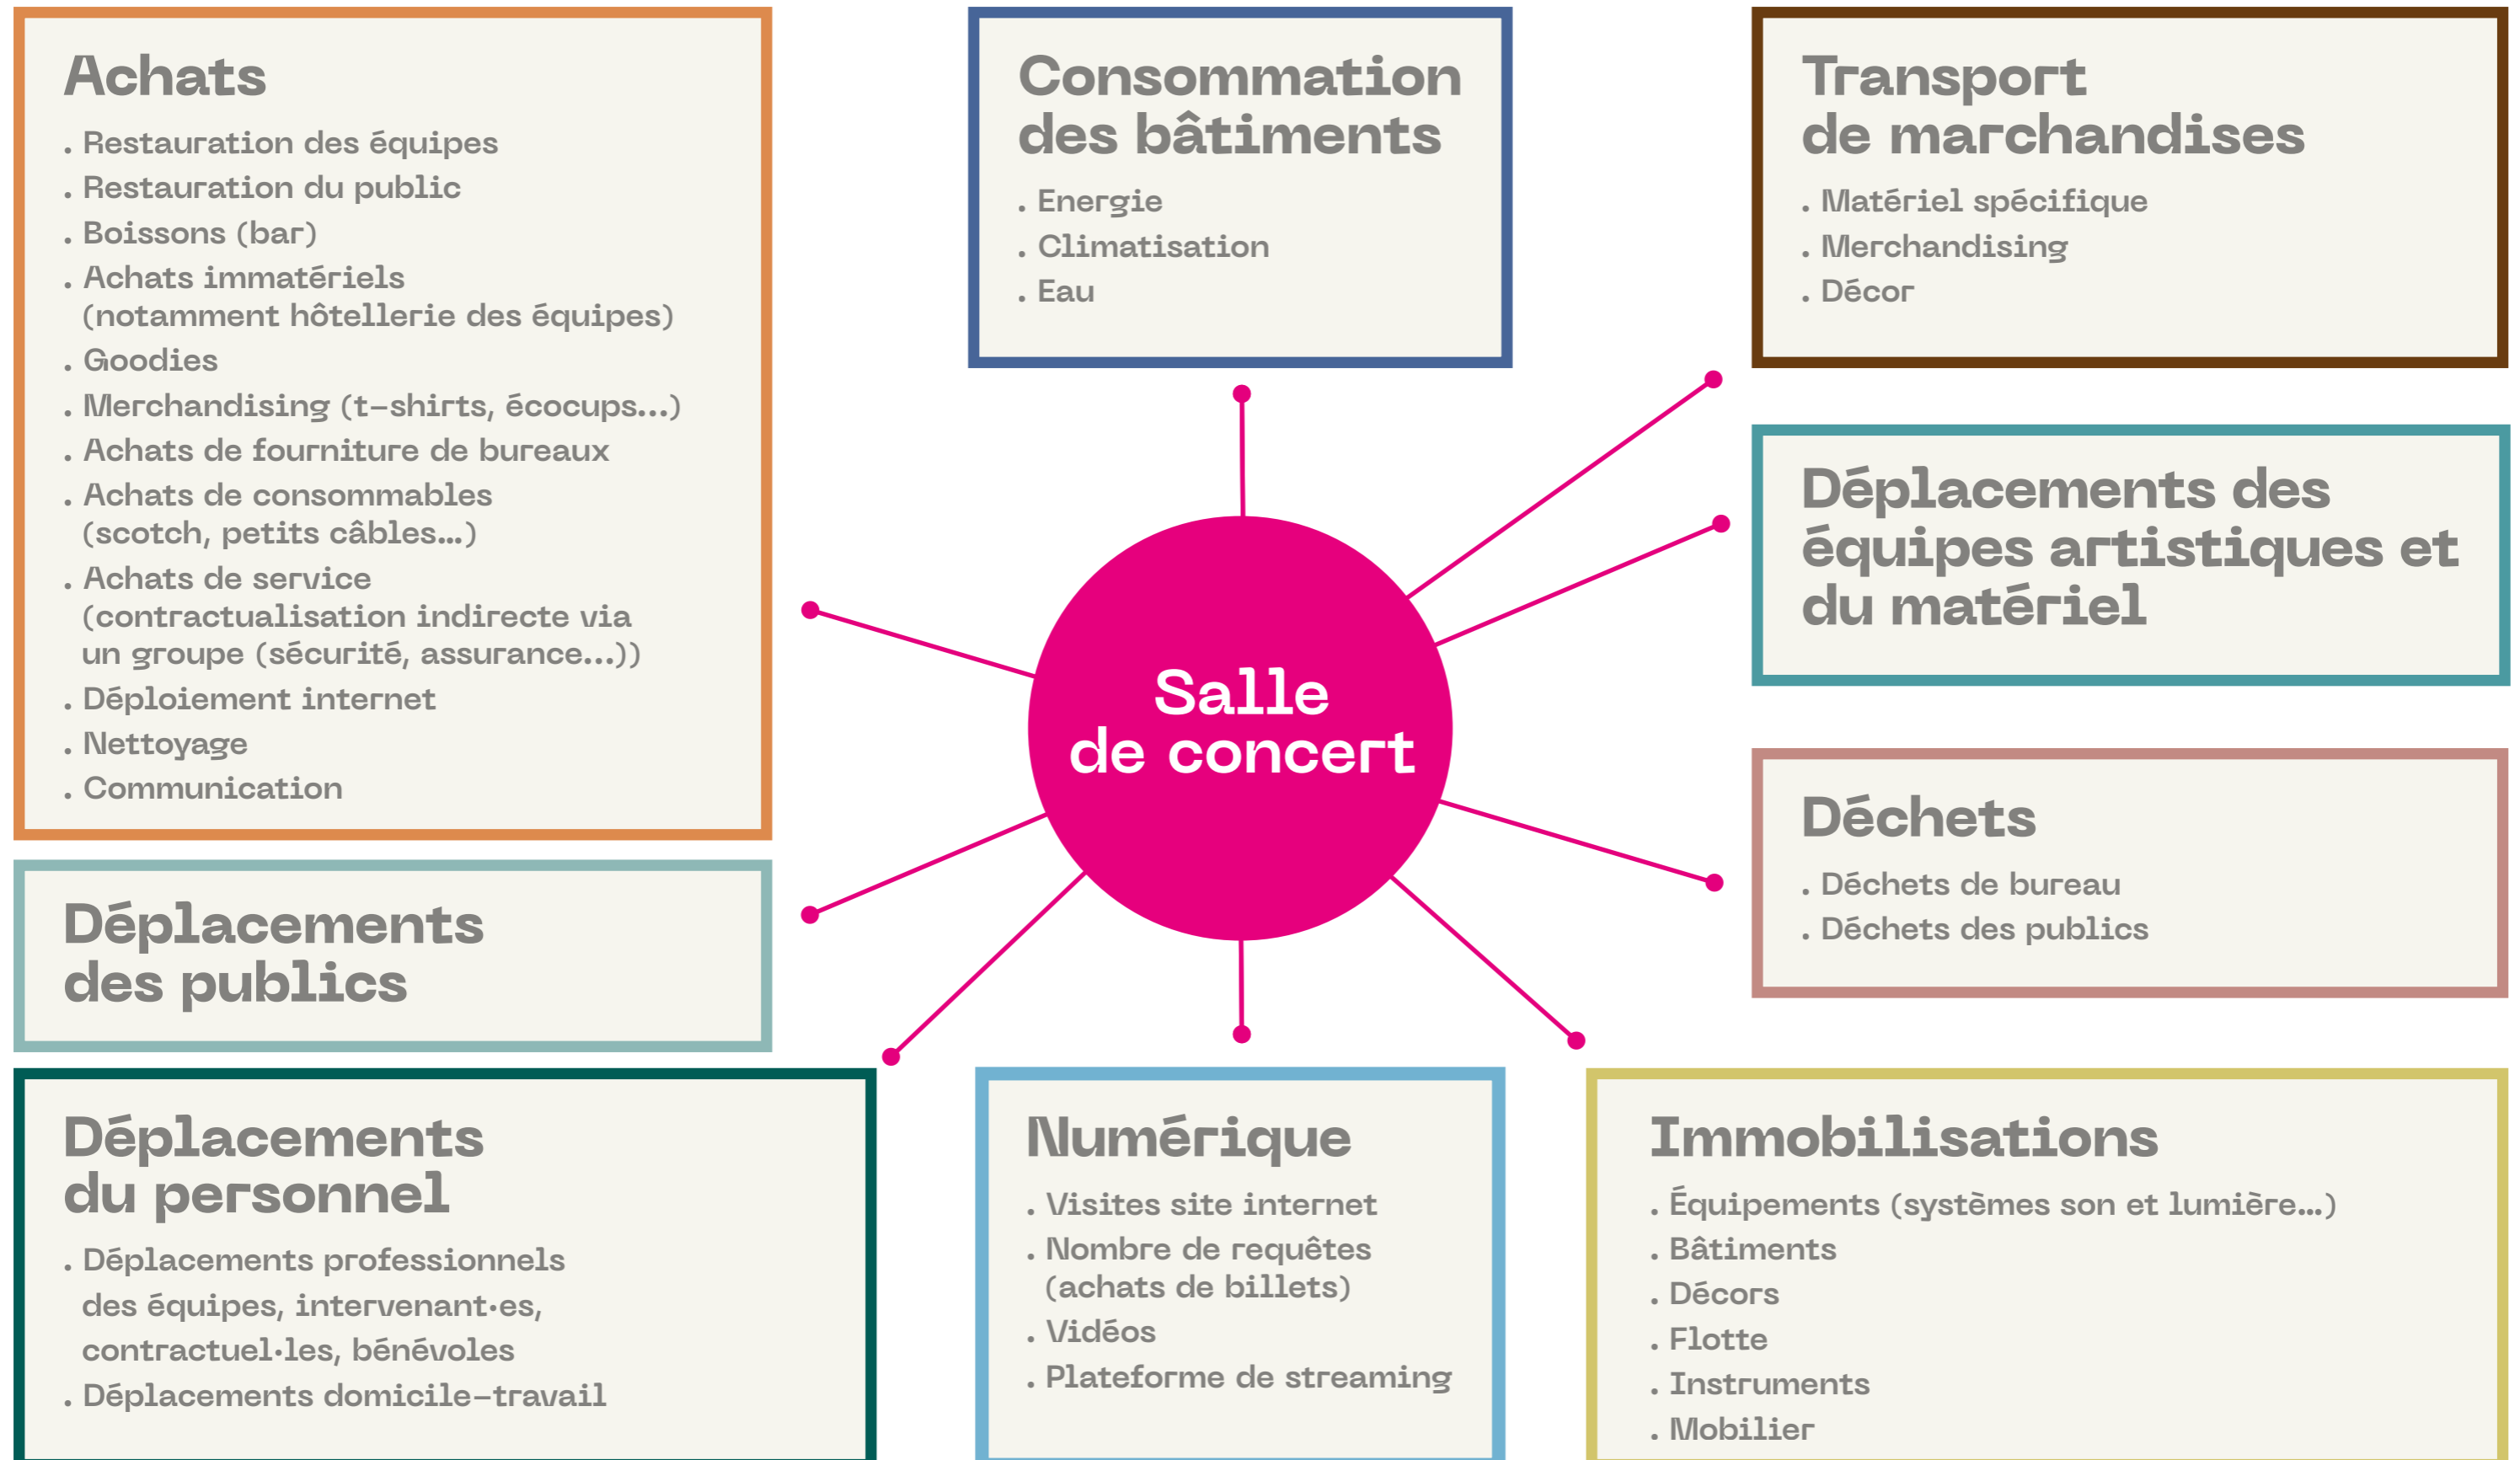 Achats
. Restauration des équipes
. Restauration du public
. Boissons (bar)
. Achats immatériels
(notamment hôtellerie des équipes)
. Goodies
. Merchandising (t-shirts, écocups...)
. Achats de fourniture de bureaux
. Achats de consommables
(scotch, petits câbles...)
. Achats de service
(contractualisation indirecte via
un groupe (sécurité, assurance...))
. Déploiement internet
. Nettoyage
. Communication
Consommation
des bâtiments
. Energie
. Climatisation
. Eau
Transport
de marchandises
. Matériel spécifique
. Merchandising
. Décor
Déplacements des
équipes artistiques et
du matériel
Salle
de concert
Déchets
. Déchets de bureau
. Déchets des publics
Déplacements
des publics
Déplacements
du personnel
. Déplacements professionnels
des équipes, intervenant·es,
contractuel·les, bénévoles
. Déplacements domicile-travail
Numérique
. Visites site internet
. Nombre de requêtes
(achats de billets)
. Vidéos
. Plateforme de streaming
Immobilisations
. Équipements (systèmes son et lumière...)
. Bâtiments
. Décors
. Flotte
. Instruments
. Mobilier